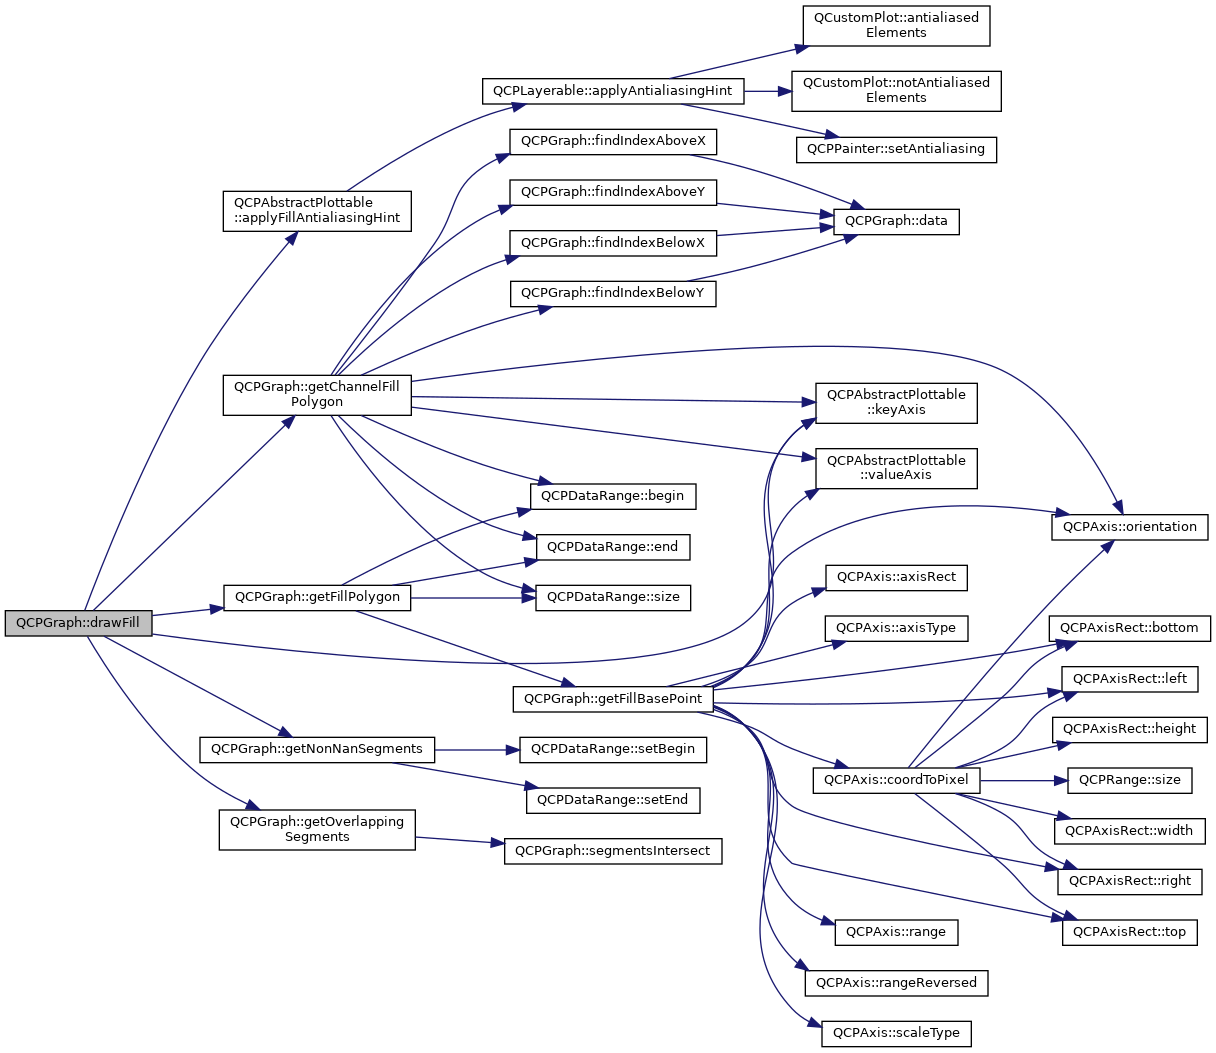 QCustomPlot::antialiased
Elements
QCPLayerable::applyAntialiasingHint
QCustomPlot::notAntialiased
Elements
QCPGraph::findIndexAboveX
QCPPainter::setAntialiasing
QCPAbstractPlottable
::applyFillAntialiasingHint
QCPGraph::findIndexAboveY
QCPGraph::data
QCPGraph::findIndexBelowX
QCPGraph::findIndexBelowY
QCPGraph::getChannelFill
Polygon
QCPAbstractPlottable
::keyAxis
QCPAbstractPlottable
::valueAxis
QCPDataRange::begin
QCPAxis::orientation
QCPDataRange::end
QCPAxis::axisRect
QCPGraph::getFillPolygon
QCPDataRange::size
QCPGraph::drawFill
QCPAxis::axisType
QCPAxisRect::bottom
QCPAxisRect::left
QCPGraph::getFillBasePoint
QCPAxisRect::height
QCPGraph::getNonNanSegments
QCPDataRange::setBegin
QCPAxis::coordToPixel
QCPRange::size
QCPDataRange::setEnd
QCPGraph::getOverlapping
Segments
QCPAxisRect::width
QCPGraph::segmentsIntersect
QCPAxisRect::right
QCPAxis::range
QCPAxisRect::top
QCPAxis::rangeReversed
QCPAxis::scaleType